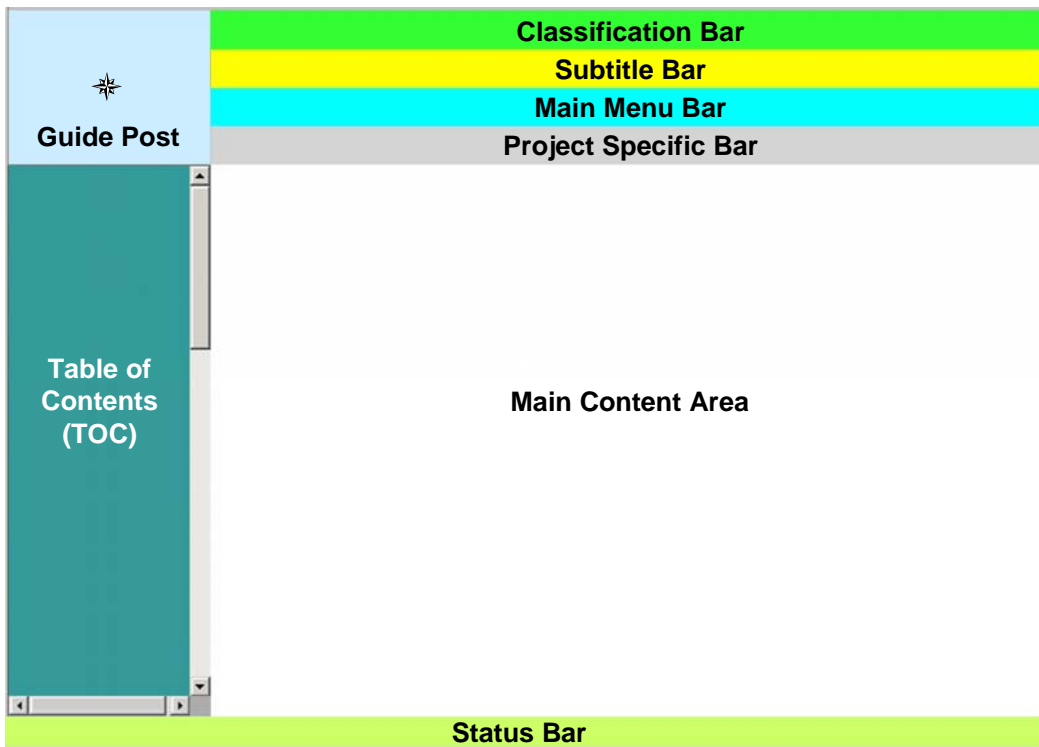 Classification Bar
Subtitle Bar
Main Menu Bar
Guide Post
Project Specific Bar
Table of
Contents
(TOC)
Main Content Area
Status Bar